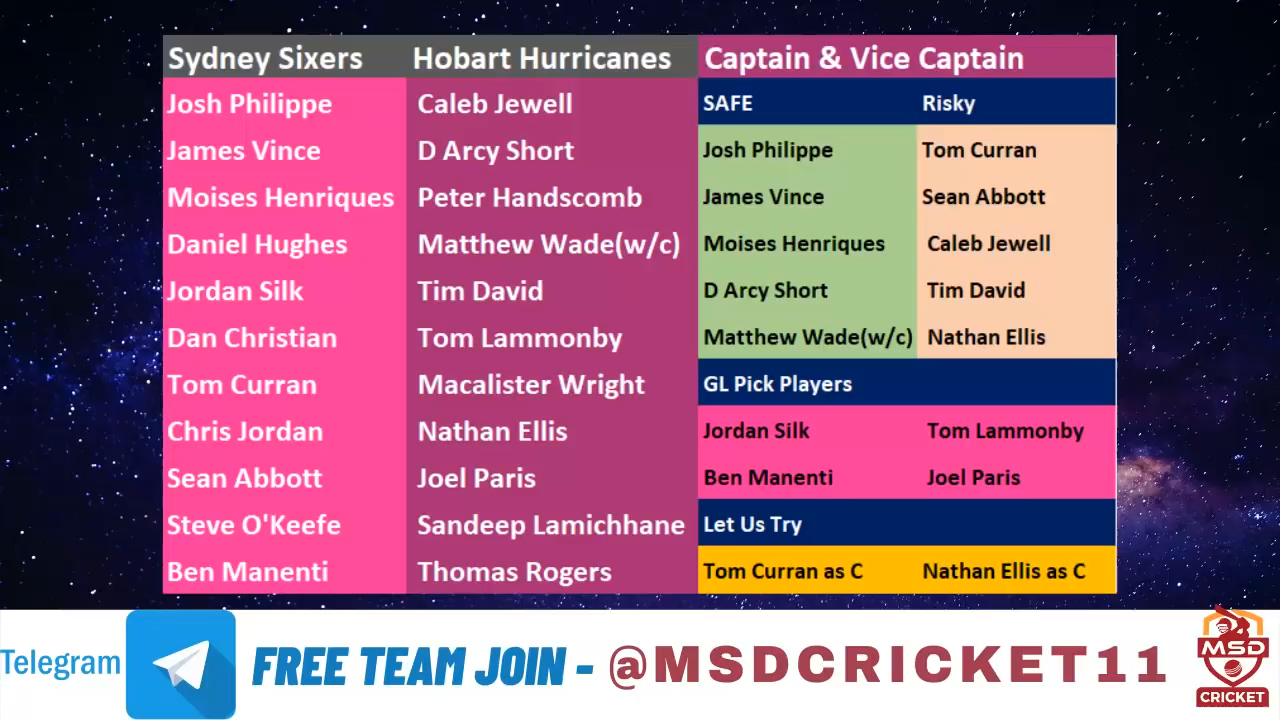 Sydney Sixers Hobart Hurricanes Captain & Vice Captain
Josh Philippe Caleb Jewell SAFE Risky
James Vince D Arcy Short Josh Philippe Tom Curran
Moises Henriques Peter Handscomb James Vince Sean Abbott
Daniel Hughes Matthew Wade(w/c) Moises Henriques Caleb Jewell
Jordan Silk Tim David D Arcy Short Tim David
Dan Christian Tom Lammonby Matthew Wade(w/c) Nathan Ellis
Tom Curran Macalister Wright GL Pick Players
Chris Jordan Nathan Ellis Jordan Silk Tom Lammonby
Sean Abbott Joel Paris Ben Manenti Joel Paris
Steve O'Keefe Sandeep Lamichhane Let Us Try
Ben Manenti Thomas Rogers Tom Curran as C Nathan Ellis as C
Telegram FREE TEAM JOIN - @MSDCRICKET11
MSD
CRICKET